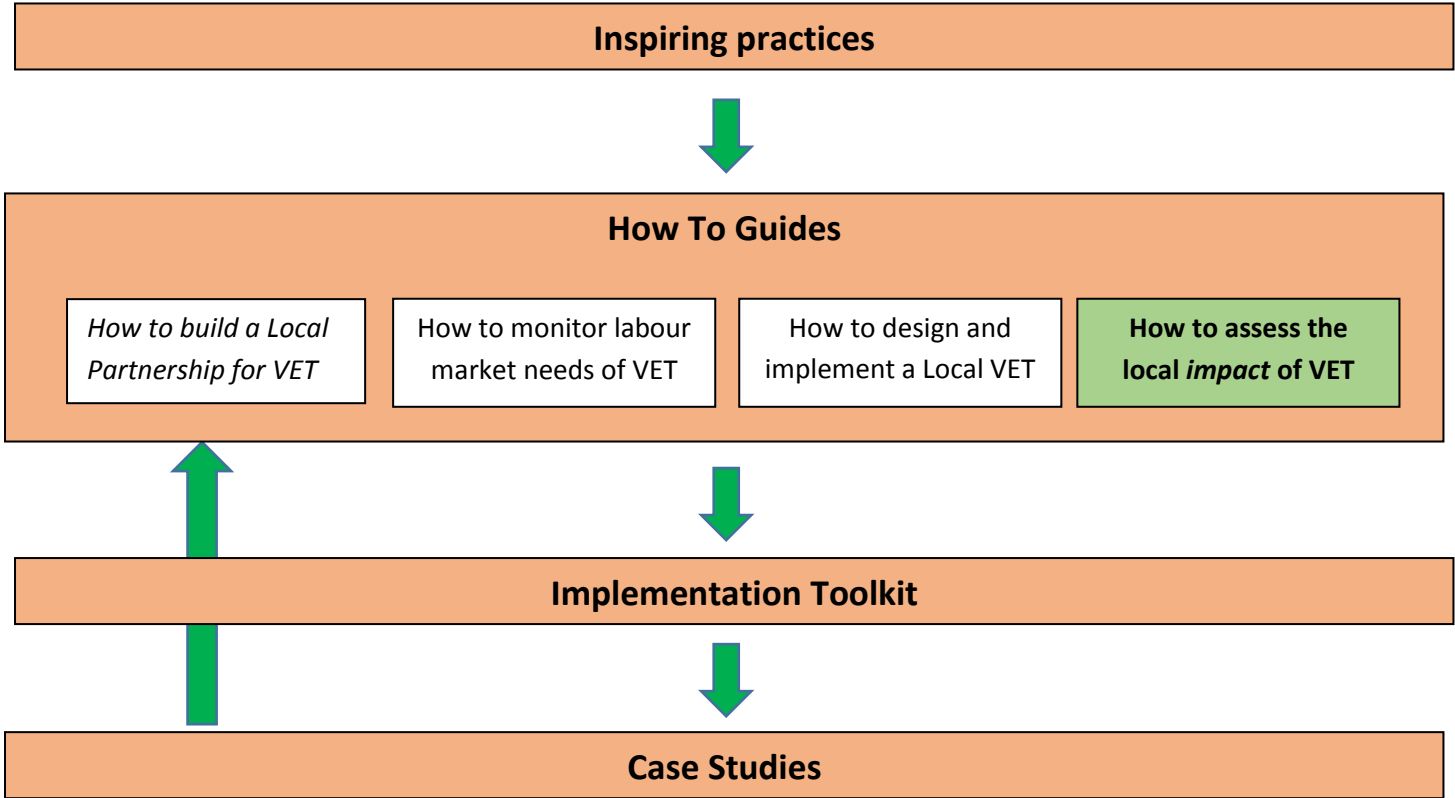 Inspiring practices
How To Guides
How to build a Local
Partnership for VET
How to monitor labour
market needs of VET
How to design and
implement a Local VET
How to assess the
local impact of VET
Implementation Toolkit
Case Studies